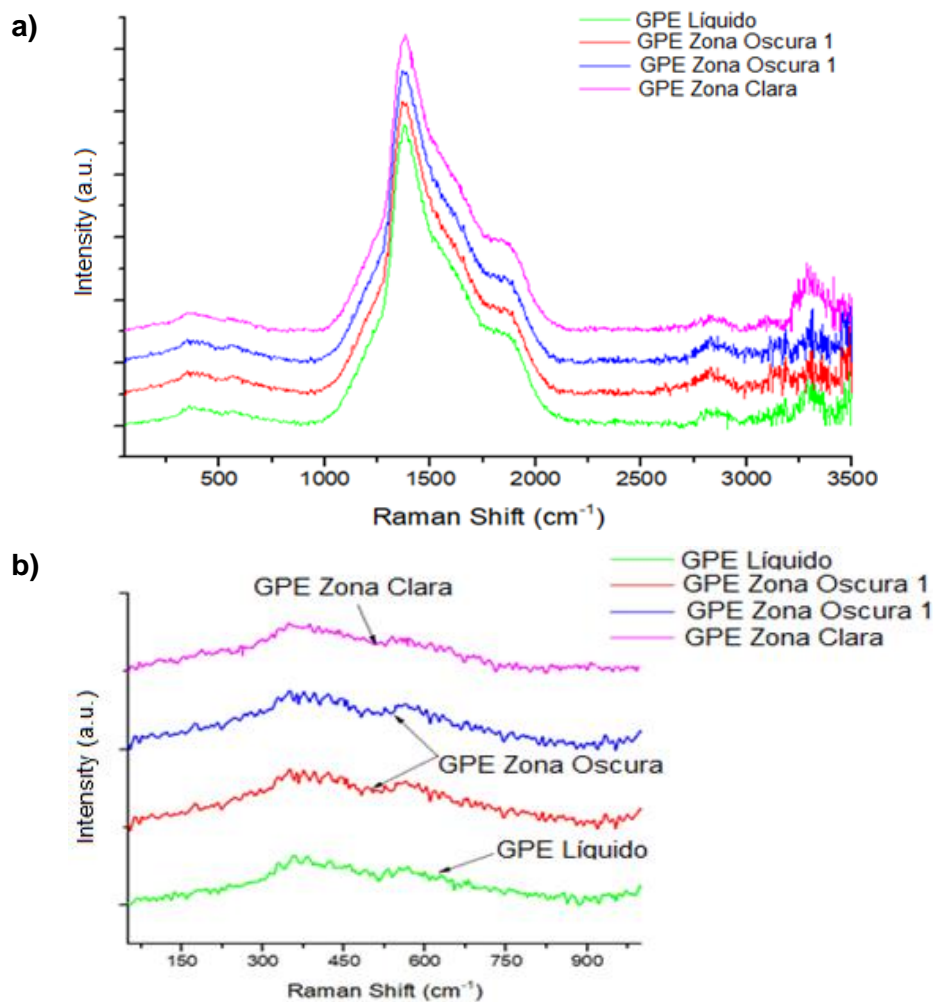 a)
GPE Líquido
GPE Zona Oscura 1
GPE Zona Oscura 1
GPE Zona Clara
Intensity (a.u.)
500 1000 1500 2000 2500 3000 3500
Raman Shift (cm⁻¹)
b)
GPE Líquido
GPE Zona Oscura 1
GPE Zona Oscura 1
GPE Zona Clara
GPE Zona Clara
GPE Zona Oscura
GPE Líquido
Intensity (a.u.)
150 300 450 600 750 900
Raman Shift (cm⁻¹)